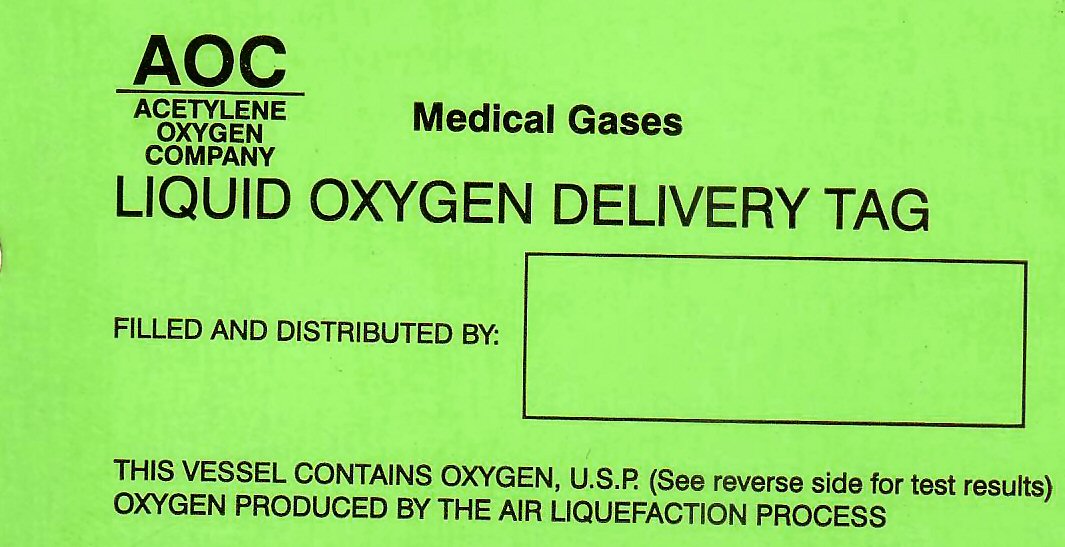 AOC
ACETYLENE
OXYGEN
COMPANY
Medical Gases
LIQUID OXYGEN DELIVERY TAG
FILLED AND DISTRIBUTED BY:
THIS VESSEL CONTAINS OXYGEN, U.S.P. (See reverse side for test results)
OXYGEN PRODUCED BY THE AIR LIQUEFACTION PROCESS